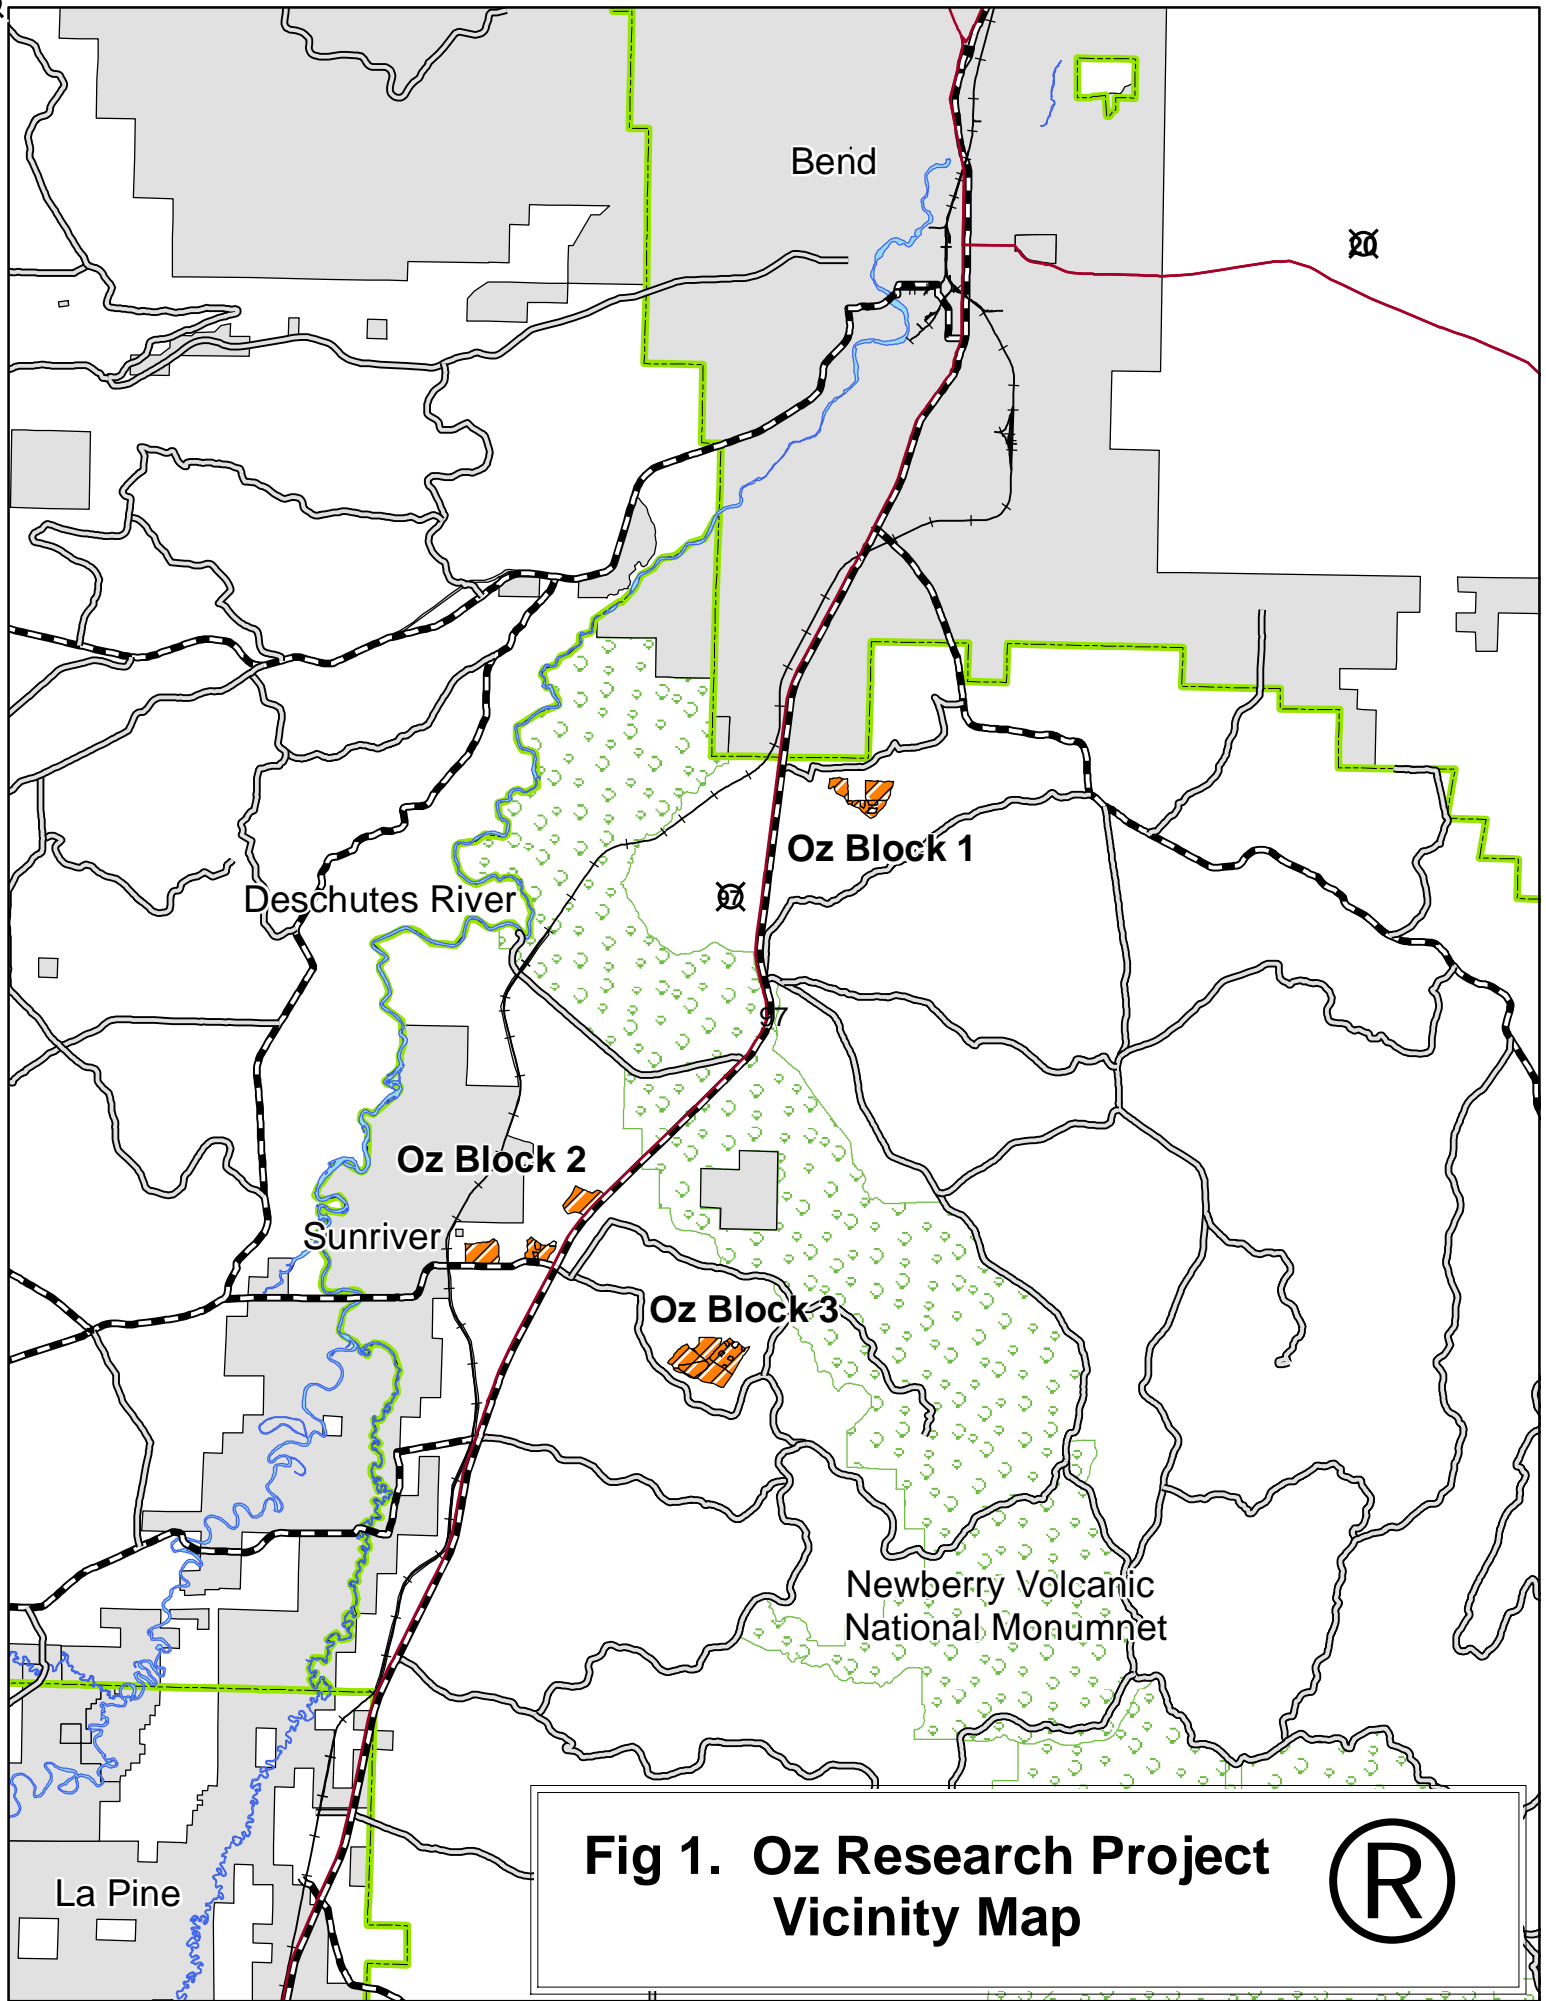 Bend
20
Oz Block 1
Deschutes River
97
97
Oz Block 2
Sunriver
Oz Block 3
Newberry Volcanic
National Monumnet
Fig 1. Oz Research Project
Vicinity Map
R
La Pine